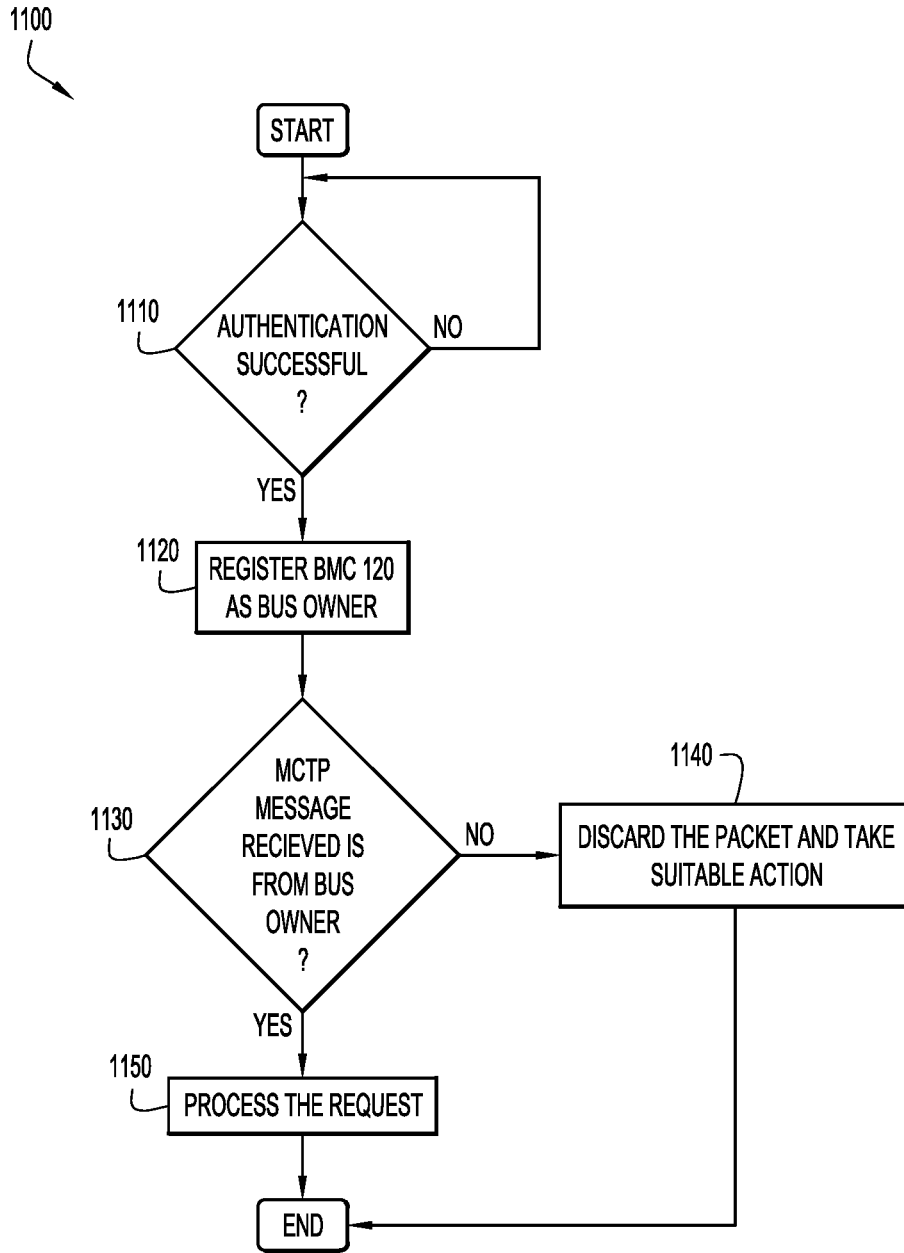 1100
START
1110
AUTHENTICATION
SUCCESSFUL
?
NO
YES
1120
REGISTER BMC 120
AS BUS OWNER
1130
MCTP
MESSAGE
RECIEVED IS
FROM BUS
OWNER
?
NO
1140
DISCARD THE PACKET AND TAKE
SUITABLE ACTION
YES
1150
PROCESS THE REQUEST
END